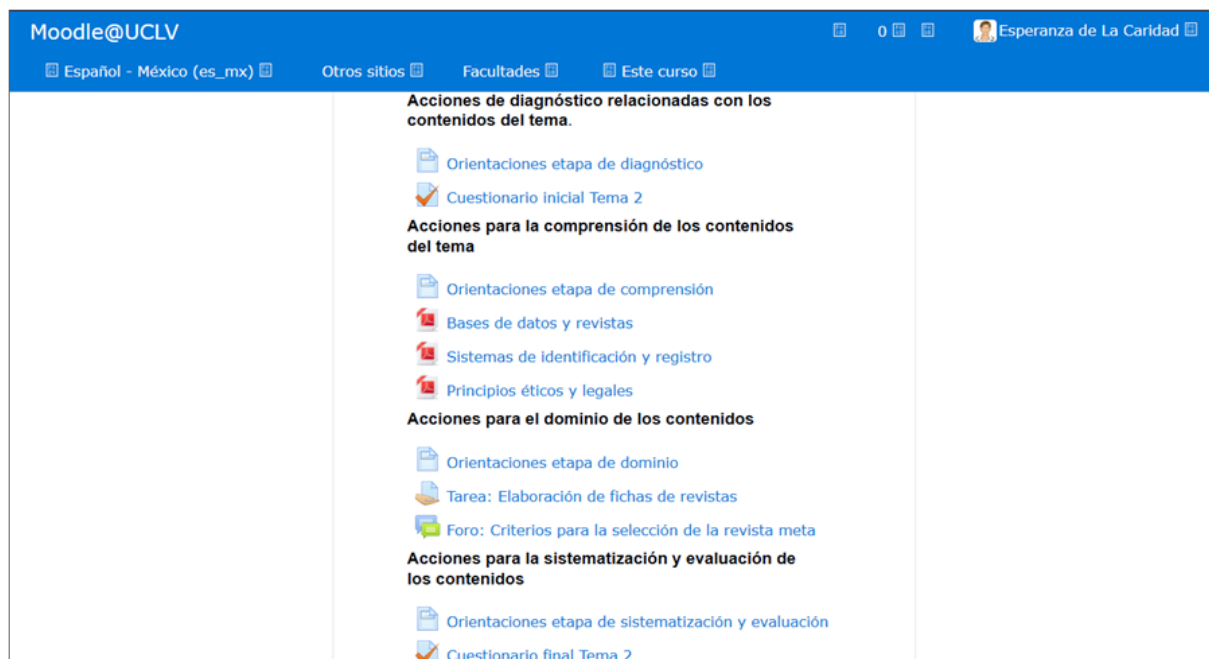 Moodle@UCLV
0
Esperanza de La Caridad
Español - México (es_mx)
Otros sitios
Facultades
Este curso
Acciones de diagnóstico relacionadas con los
contenidos del tema.
Orientaciones etapa de diagnóstico
Cuestionario inicial Tema 2
Acciones para la comprensión de los contenidos
del tema
Orientaciones etapa de comprensión
Bases de datos y revistas
Sistemas de identificación y registro
Principios éticos y legales
Acciones para el dominio de los contenidos
Orientaciones etapa de dominio
Tarea: Elaboración de fichas de revistas
Foro: Criterios para la selección de la revista meta
Acciones para la sistematización y evaluación de
los contenidos
Orientaciones etapa de sistematización y evaluación
Cuestionario final Tema 2